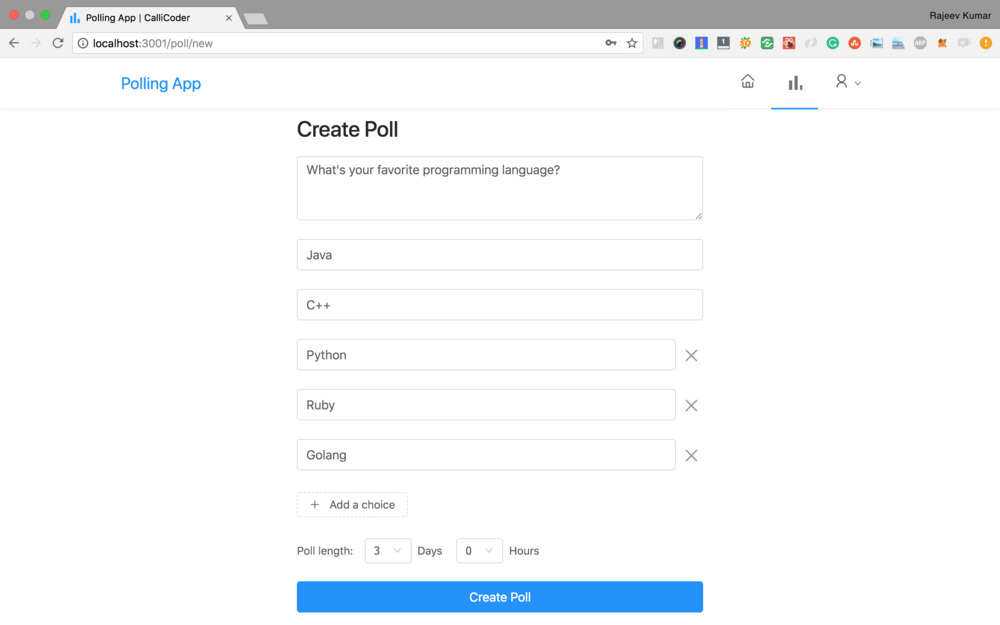 Polling App | CalliCoder
Rajeev Kumar
localhost:3001/poll/new
Polling App
Create Poll
What's your favorite programming language?
Java
C++
Python
Ruby
Golang
+ Add a choice
Poll length: 3 Days 0 Hours
Create Poll